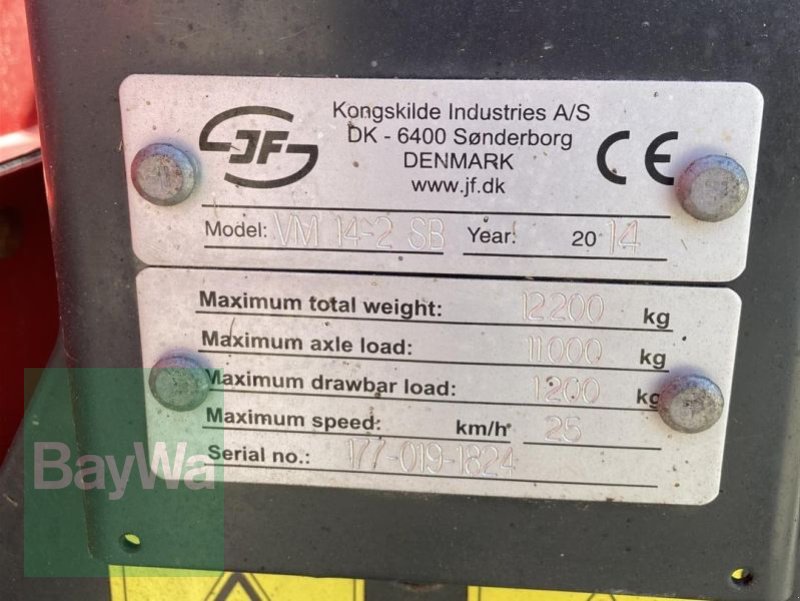 JF
Kongskilde Industries A/S
DK - 6400 Sønderborg
DENMARK
www.jf.dk
CE
Model: VM 14-2 SB Year: 20 14
Maximum total weight: 12200 kg
Maximum axle load: 11000 kg
Maximum drawbar load: 1200 kg
Maximum speed: km/h 25
Serial no.: 177-019-1824
BayWa